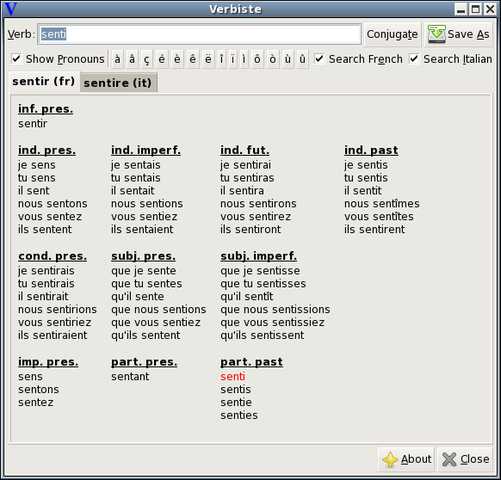 Verbiste
Verb: senti Conjugate Save As
Show Pronouns à â ç é è ê ë î ï ì ô ò ù û Search French Search Italian
sentir (fr) sentire (it)
inf. pres.
sentir
ind. pres. ind. imperf. ind. fut. ind. past
je sens je sentais je sentirai je sentis
tu sens tu sentais tu sentiras tu sentis
il sent il sentait il sentira il sentit
nous sentons nous sentions nous sentirons nous sentîmes
vous sentez vous sentiez vous sentirez vous sentîtes
ils sentent ils sentaient ils sentiront ils sentirent
cond. pres. subj. pres. subj. imperf.
je sentirais que je sente que je sentisse
tu sentirais que tu sentes que tu sentisses
il sentirait qu'il sente qu'il sentît
nous sentirions que nous sentions que nous sentissions
vous sentiriez que vous sentiez que vous sentissiez
ils sentiraient qu'ils sentent qu'ils sentissent
imp. pres. part. pres. part. past
sens sentant senti
sentons sentis
sentez sentie
senties
About Close